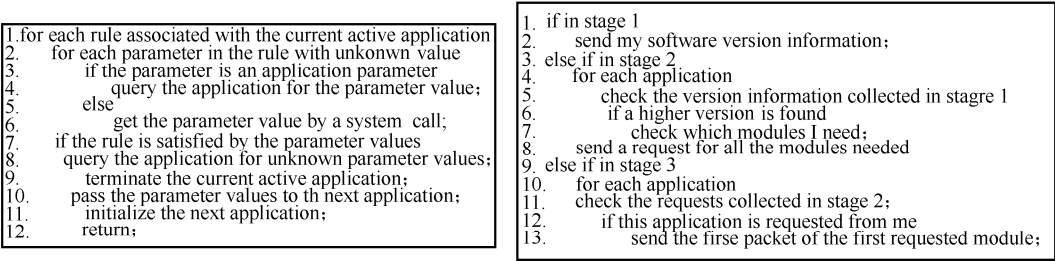 1.for each rule associated with the current active application
2. for each parameter in the rule with unkonwn value
3. if the parameter is an application parameter
4. query the application for the parameter value;
5. else
6. get the parameter value by a system call;
7. if the rule is satisfied by the parameter values
8. query the application for unknown parameter values;
9. terminate the current active application;
10. pass the parameter values to th next application;
11. initialize the next application;
12. return;
1. if in stage 1
2. send my software version information;
3. else if in stage 2
4. for each application
5. check the version information collected in stagre 1
6. if a higher version is found
7. check which modules I need;
8. send a request for all the modules needed
9. else if in stage 3
10. for each application
11. check the requests collected in stage 2;
12. if this application is requested from me
13. send the firse packet of the first requested module;